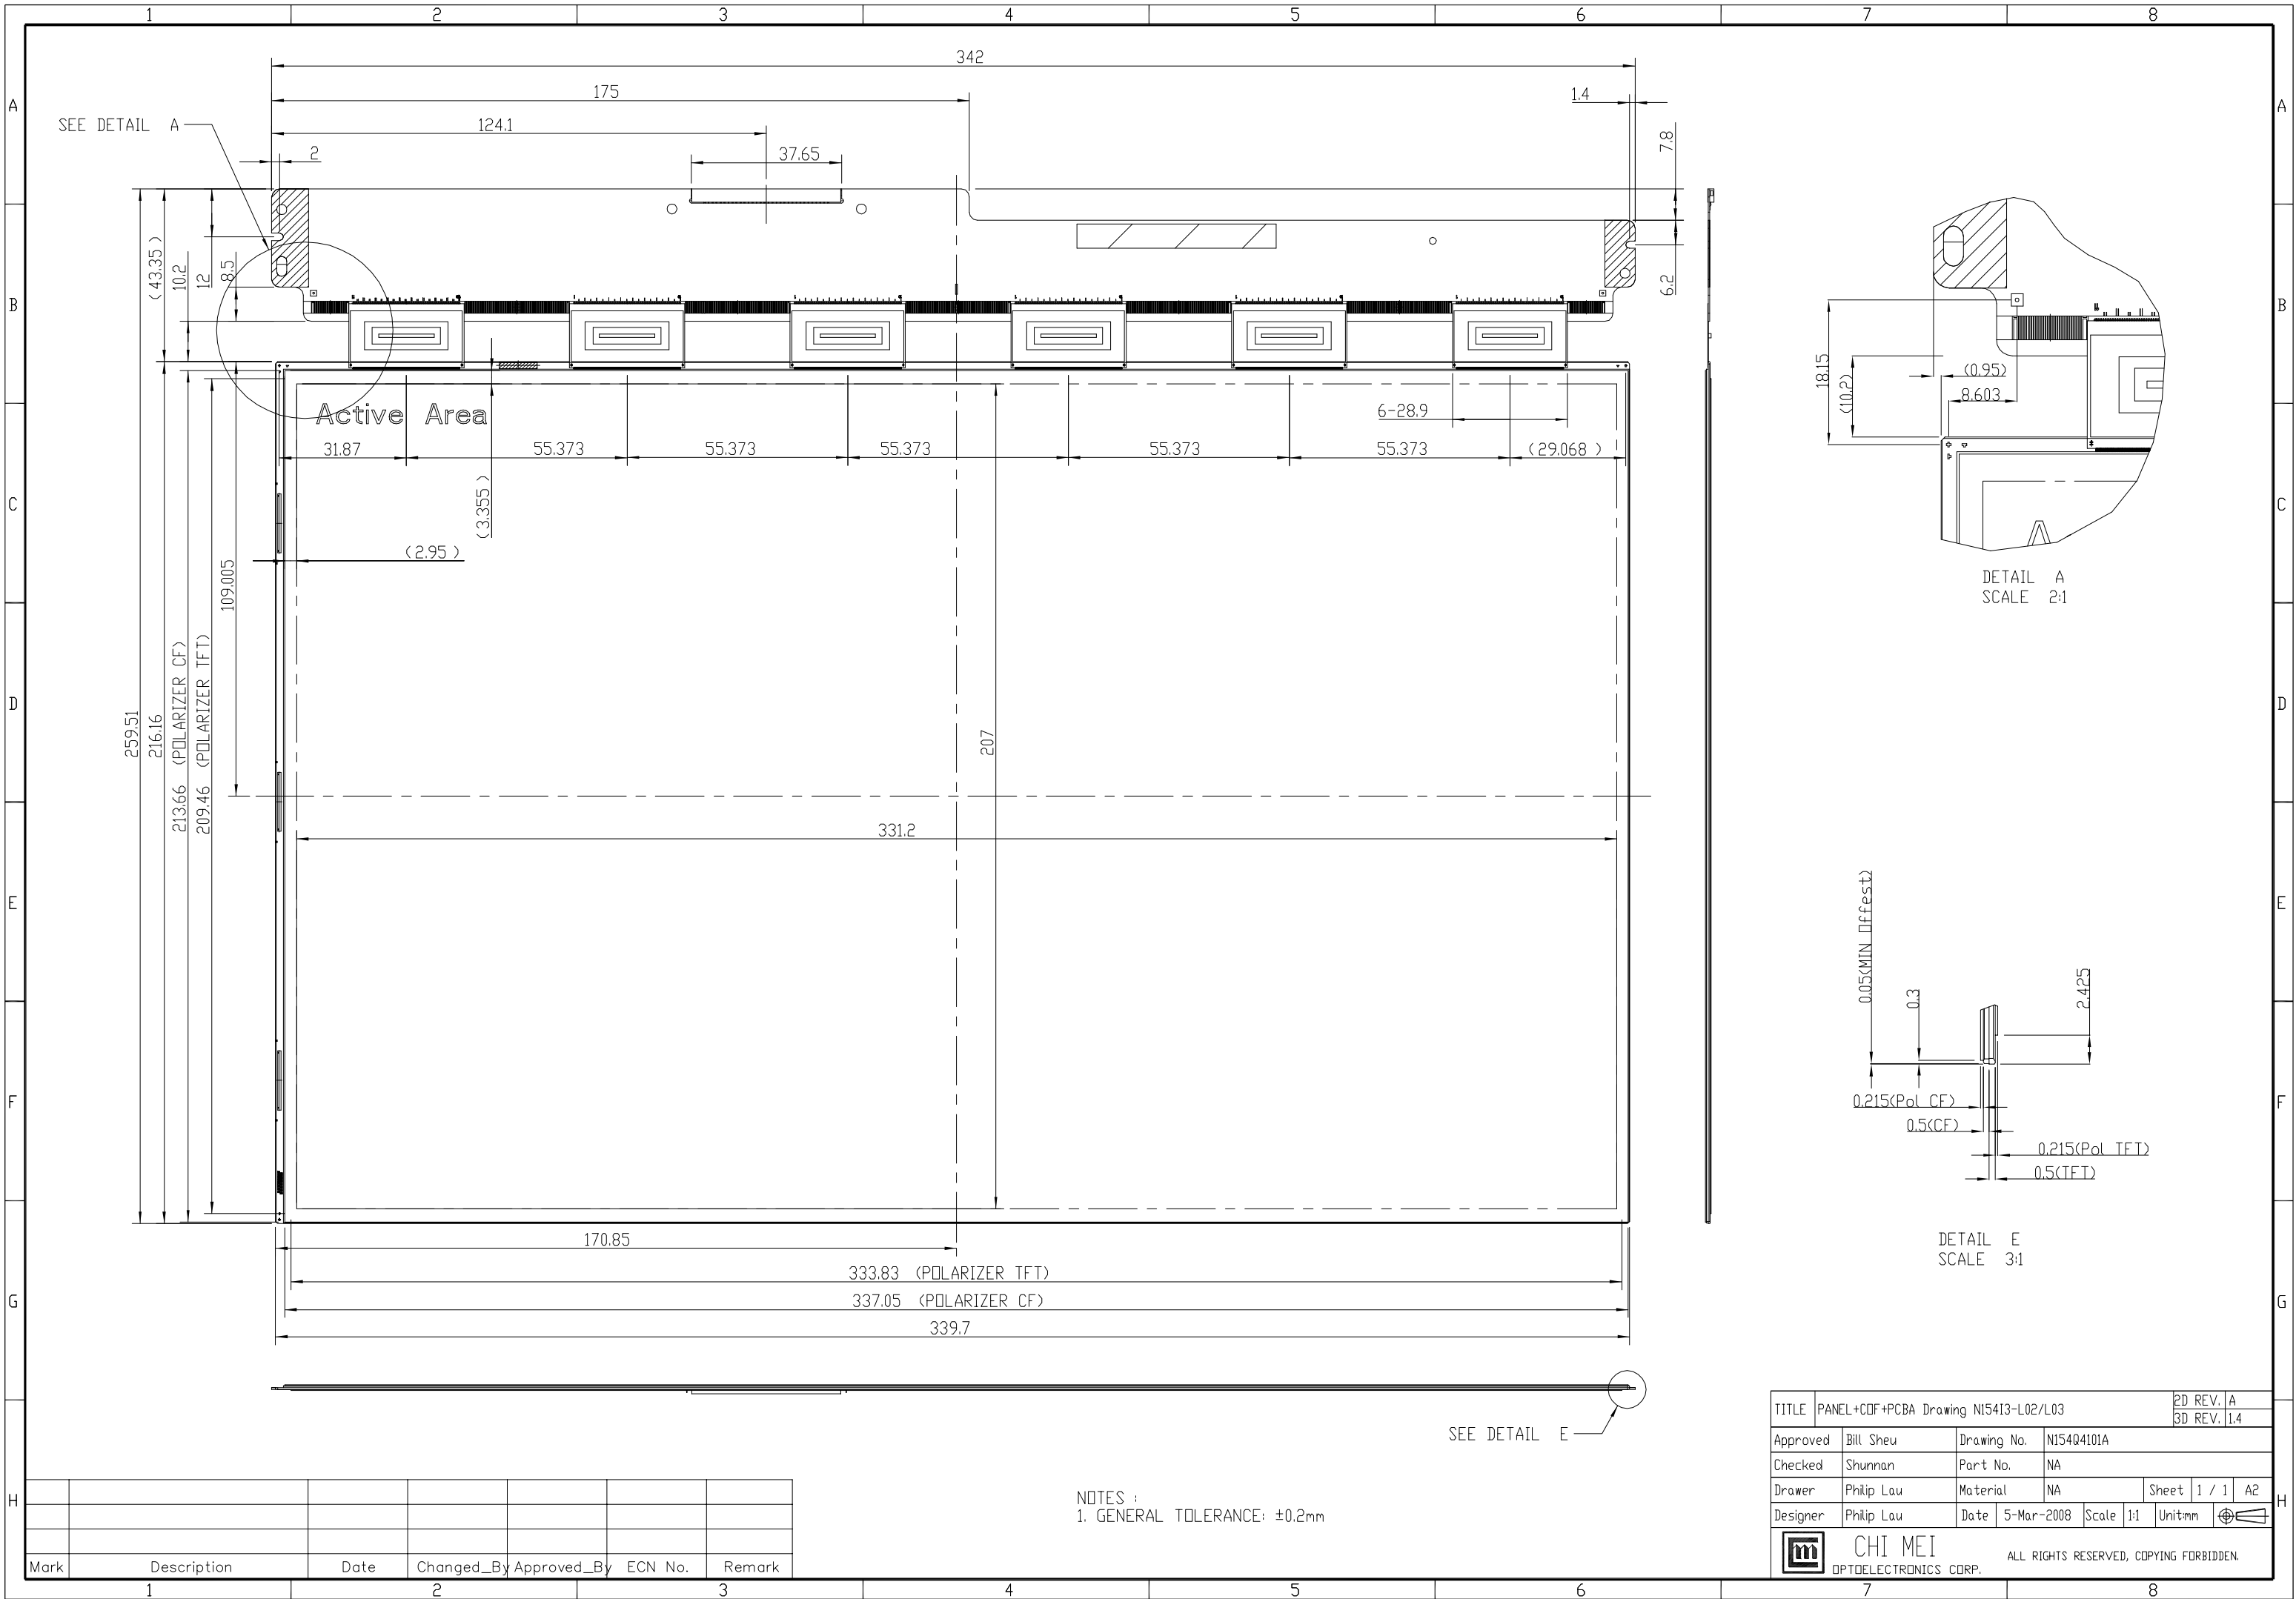 1 2 3 4 5 6 7 8
A A
B B
C C
D D
E E
F F
G G
H H
342
175
1.4
SEE DETAIL A
124.1
2
37.65
7.8
(43.35)
10.2
12
8.5
6.2
Active Area
6-28.9
31.87 55.373 55.373 55.373 55.373 55.373 (29.068)
(3.355)
(2.95)
109.005
259.51
216.16
213.66 (POLARIZER CF)
209.46 (POLARIZER TFT)
207
331.2
170.85
333.83 (POLARIZER TFT)
337.05 (POLARIZER CF)
339.7
SEE DETAIL E
18.15
(10.2)
(0.95)
8.603
DETAIL A
SCALE 2:1
0.05(MIN Offest)
0.3
2.425
0.215(Pol CF)
0.5(CF)
0.215(Pol TFT)
0.5(TFT)
DETAIL E
SCALE 3:1
NOTES :
1. GENERAL TOLERANCE: ±0.2mm
Mark Description Date Changed_By Approved_By ECN No. Remark
TITLE PANEL+COF+PCBA Drawing N154I3-L02/L03 2D REV. A
3D REV. 1.4
Approved Bill Sheu Drawing No. N154Q4101A
Checked Shunnan Part No. NA
Drawer Philip Lau Material NA Sheet 1 / 1 A2
Designer Philip Lau Date 5-Mar-2008 Scale 1:1 Unit:mm
CHI MEI
OPTOELECTRONICS CORP.
ALL RIGHTS RESERVED, COPYING FORBIDDEN.
1 2 3 4 5 6 7 8